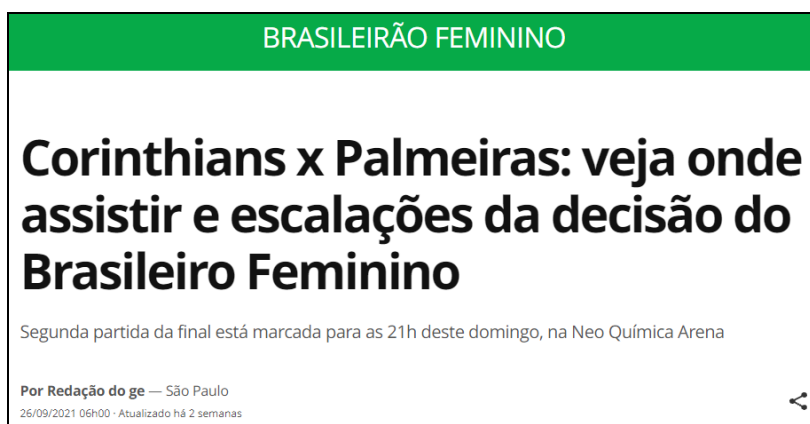 BRASILEIRÃO FEMININO
Corinthians x Palmeiras: veja onde
assistir e escalações da decisão do
Brasileiro Feminino
Segunda partida da final está marcada para as 21h deste domingo, na Neo Química Arena
Por Redação do ge — São Paulo
26/09/2021 06h00 · Atualizado há 2 semanas